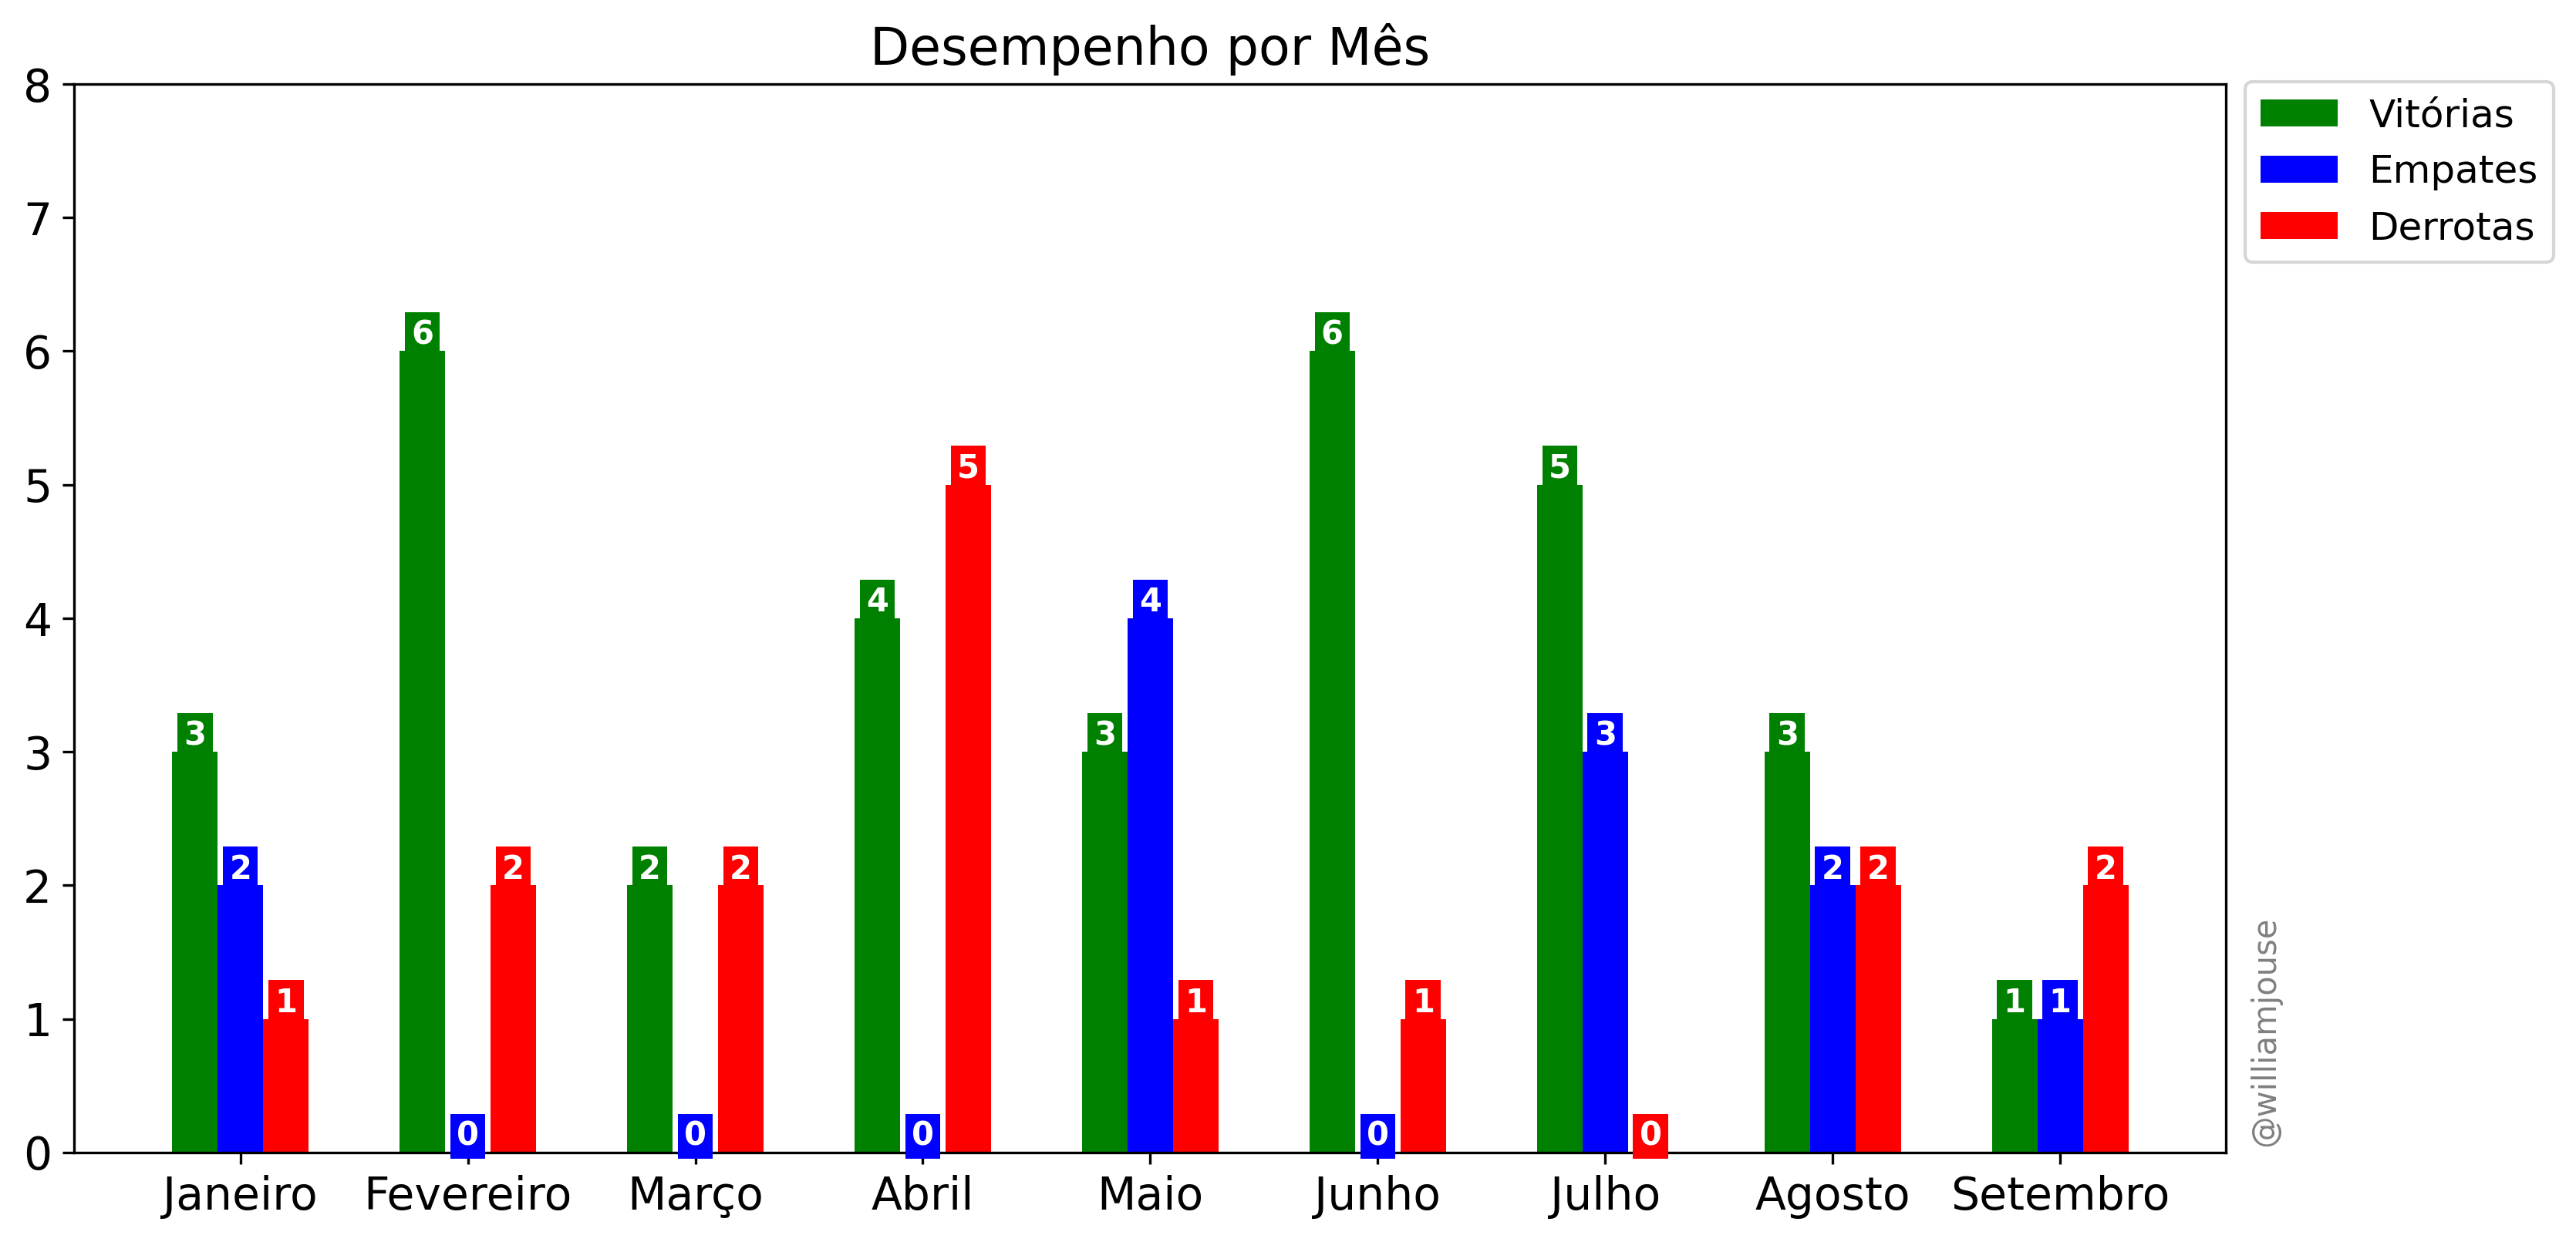 Desempenho por Mês
8
7
6
5
4
3
2
1
0
Vitórias
Empates
Derrotas
3 2 1
6 0 2
2 0 2
4 0 5
3 4 1
6 0 1
5 3 0
3 2 2
1 1 2
Janeiro Fevereiro Março Abril Maio Junho Julho Agosto Setembro
@williamjouse